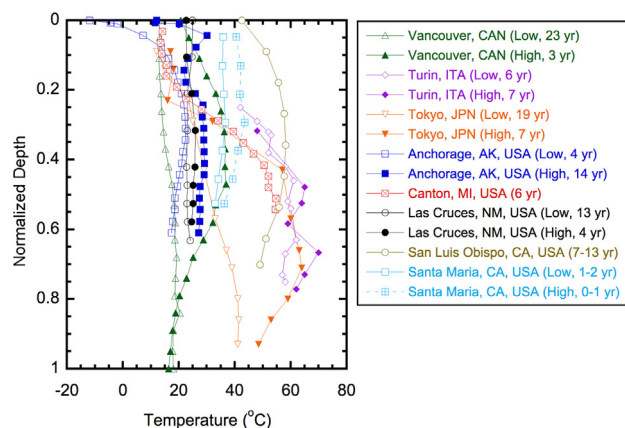 0
0.2
0.4
0.6
0.8
1
Normalized Depth
-20 0 20 40 60 80
Temperature (°C)
Vancouver, CAN (Low, 23 yr)
Vancouver, CAN (High, 3 yr)
Turin, ITA (Low, 6 yr)
Turin, ITA (High, 7 yr)
Tokyo, JPN (Low, 19 yr)
Tokyo, JPN (High, 7 yr)
Anchorage, AK, USA (Low, 4 yr)
Anchorage, AK, USA (High, 14 yr)
Canton, MI, USA (6 yr)
Las Cruces, NM, USA (Low, 13 yr)
Las Cruces, NM, USA (High, 4 yr)
San Luis Obispo, CA, USA (7-13 yr)
Santa Maria, CA, USA (Low, 1-2 yr)
Santa Maria, CA, USA (High, 0-1 yr)